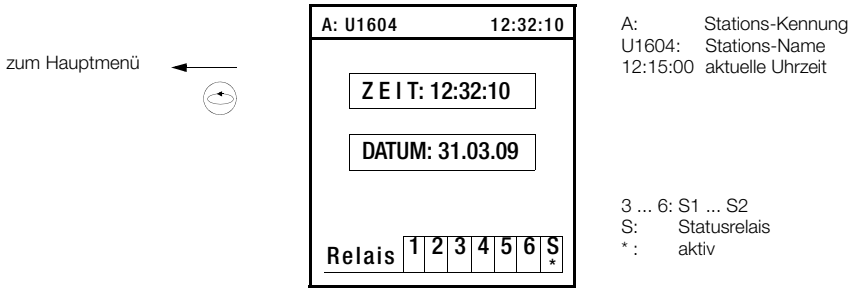 zum Hauptmenü
A: U1604 12:32:10
Z E I T: 12:32:10
DATUM: 31.03.09
Relais 1 2 3 4 5 6 S
*
A: Stations-Kennung
U1604: Stations-Name
12:15:00 aktuelle Uhrzeit
3 ... 6: S1 ... S2
S: Statusrelais
* : aktiv